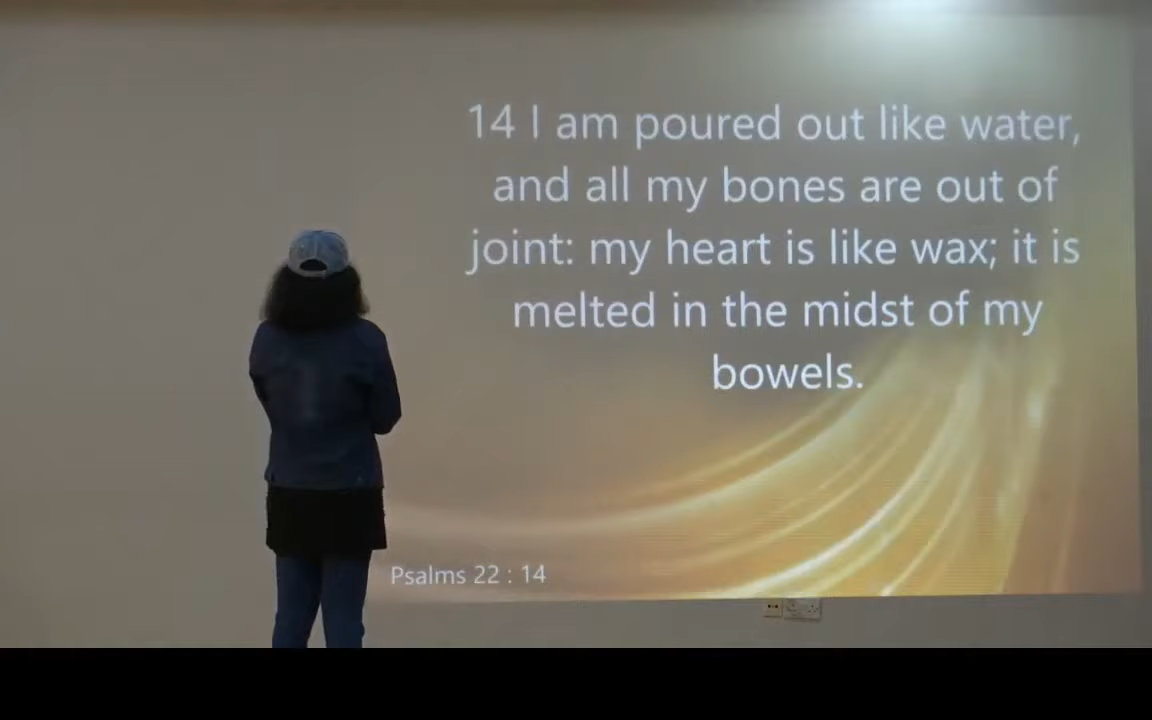 14 I am poured out like water,
and all my bones are out of
joint: my heart is like wax; it is
melted in the midst of my
bowels.
Psalms 22 : 14